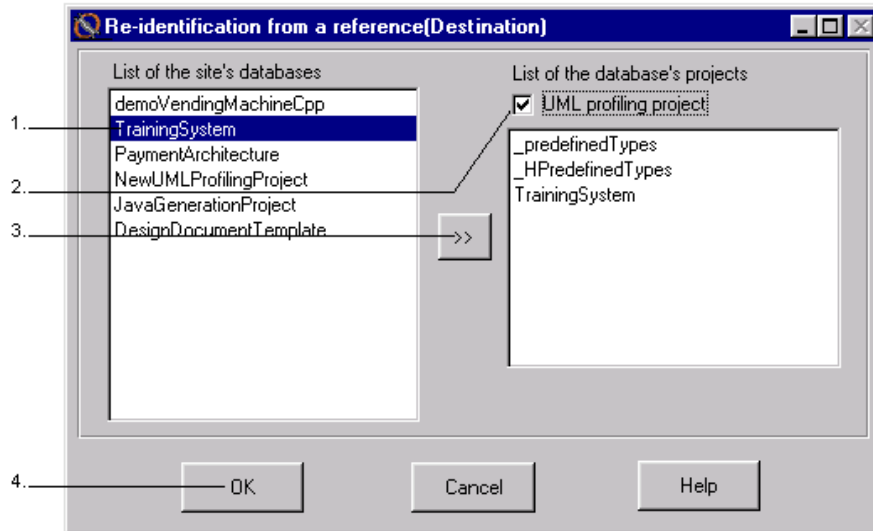 Re-identification from a reference(Destination)
List of the site's databases
List of the database's projects
demoVendingMachineCpp
UML profiling project
1.
TrainingSystem
PaymentArchitecture
_predefinedTypes
2.
NewUMLProfilingProject
_HPredefinedTypes
JavaGenerationProject
TrainingSystem
3.
DesignDocumentTemplate
>>
4.
OK
Cancel
Help